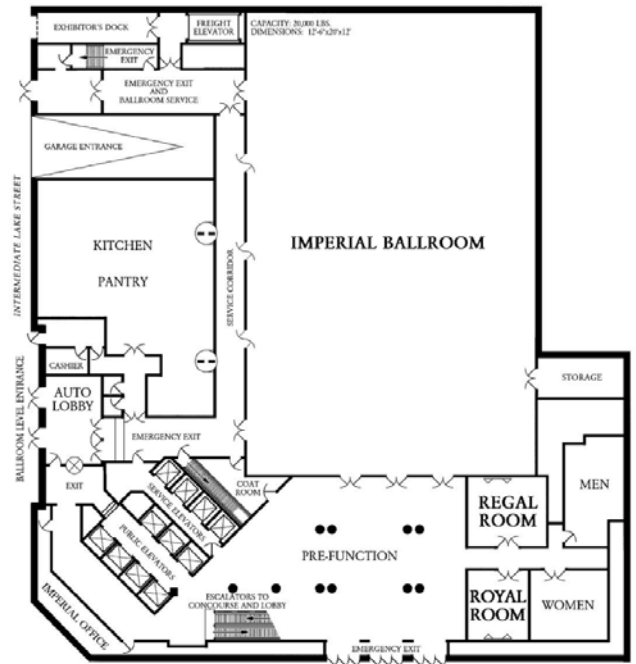 EXHIBITOR'S DOCK
FREIGHT
ELEVATOR
CAPACITY: 20,000 LBS.
DIMENSIONS: 12'-6"x20'x12'
EMERGENCY
EXIT
EMERGENCY EXIT
AND
BALLROOM SERVICE
GARAGE ENTRANCE
INTERMEDIATE LAKE STREET
KITCHEN
PANTRY
SERVICE CORRIDOR
IMPERIAL BALLROOM
CASHIER
STORAGE
BALLROOM LEVEL ENTRANCE
AUTO
LOBBY
EMERGENCY EXIT
EXIT
COAT
ROOM
SERVICE ELEVATORS
PUBLIC ELEVATORS
REGAL
ROOM
MEN
PRE-FUNCTION
IMPERIAL OFFICE
ESCALATORS TO
CONCOURSE AND LOBBY
ROYAL
ROOM
WOMEN
EMERGENCY EXIT